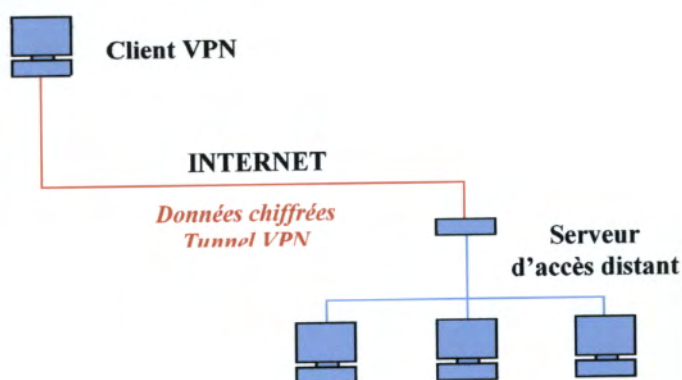 Client VPN
INTERNET
Données chiffrées
Tunnel VPN
Serveur
d'accès distant